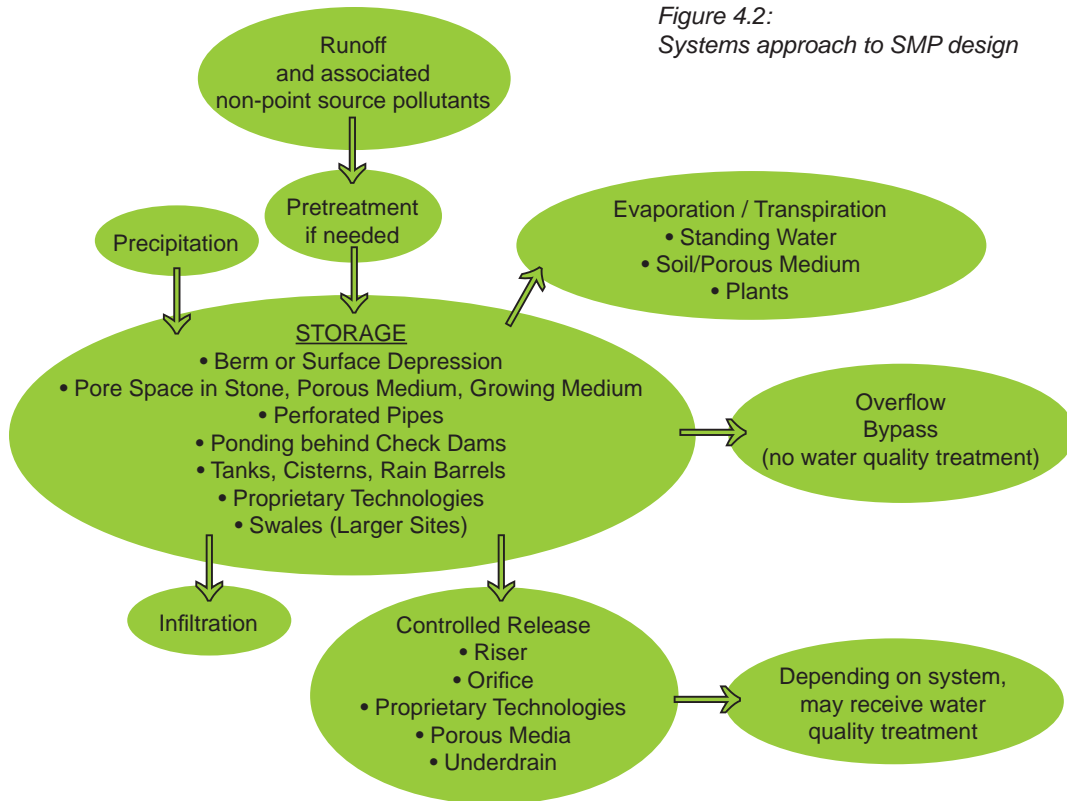 Figure 4.2:
Systems approach to SMP design
Runoff
and associated
non-point source pollutants
Pretreatment
if needed
Precipitation
Evaporation / Transpiration
• Standing Water
• Soil/Porous Medium
• Plants
STORAGE
• Berm or Surface Depression
• Pore Space in Stone, Porous Medium, Growing Medium
• Perforated Pipes
• Ponding behind Check Dams
• Tanks, Cisterns, Rain Barrels
• Proprietary Technologies
• Swales (Larger Sites)
Overflow
Bypass
(no water quality treatment)
Infiltration
Controlled Release
• Riser
• Orifice
• Proprietary Technologies
• Porous Media
• Underdrain
Depending on system,
may receive water
quality treatment